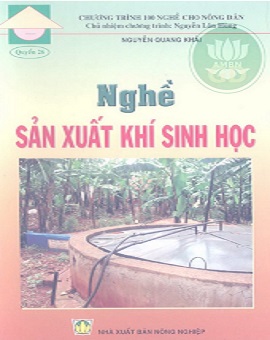 CHƯƠNG TRÌNH 100 NGHỀ CHO NÔNG DÂN
Chủ nhiệm chương trình: Nguyễn Lân Hùng
Quyển 26
NGUYỄN QUANG KHẢI
AMBN
Nghề
SẢN XUẤT KHÍ SINH HỌC
NHÀ XUẤT BẢN NÔNG NGHIỆP